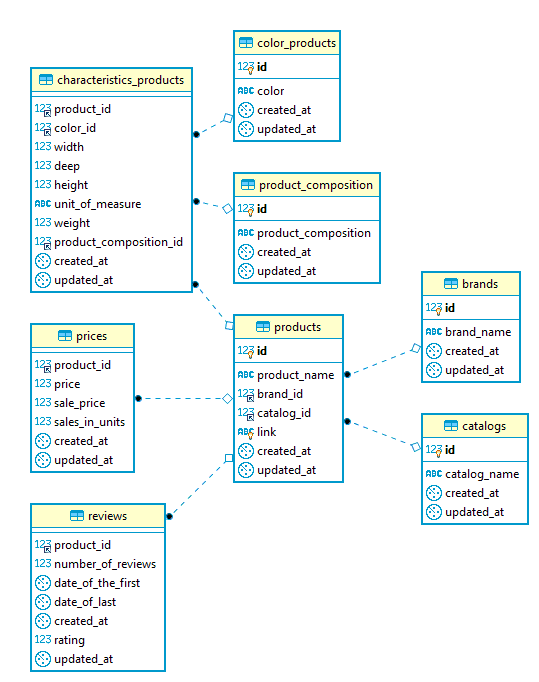 color_products
123 id
ABC color
created_at
updated_at
characteristics_products
123 product_id
123 color_id
123 width
123 deep
123 height
ABC unit_of_measure
123 weight
123 product_composition_id
created_at
updated_at
product_composition
123 id
ABC product_composition
created_at
updated_at
brands
123 id
ABC brand_name
created_at
updated_at
products
123 id
ABC product_name
123 brand_id
123 catalog_id
ABC link
created_at
updated_at
prices
123 product_id
123 price
123 sale_price
123 sales_in_units
created_at
updated_at
catalogs
123 id
ABC catalog_name
created_at
updated_at
reviews
123 product_id
123 number_of_reviews
date_of_the_first
date_of_last
created_at
123 rating
updated_at